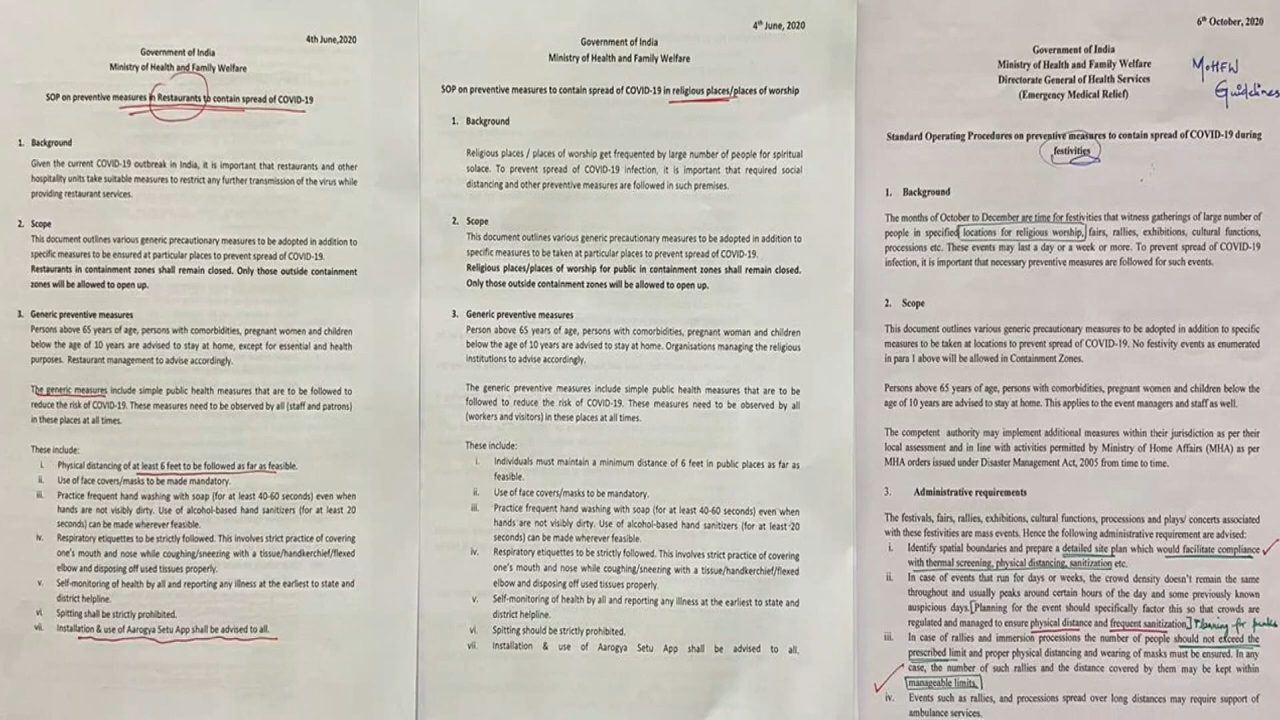 4th June,2020
Government of India
Ministry of Health and Family Welfare
SOP on preventive measures in Restaurants to contain spread of COVID-19
1. Background
Given the current COVID-19 outbreak in India, it is important that restaurants and other
hospitality units take suitable measures to restrict any further transmission of the virus while
providing restaurant services.
2. Scope
This document outlines various generic precautionary measures to be adopted in addition to
specific measures to be ensured at particular places to prevent spread of COVID-19.
Restaurants in containment zones shall remain closed. Only those outside containment
zones will be allowed to open up.
3. Generic preventive measures
Persons above 65 years of age, persons with comorbidities, pregnant women and children
below the age of 10 years are advised to stay at home, except for essential and health
purposes. Restaurant management to advise accordingly.
The generic measures include simple public health measures that are to be followed to
reduce the risk of COVID-19. These measures need to be observed by all (staff and patrons)
in these places at all times.
These include:
i. Physical distancing of at least 6 feet to be followed as far as feasible.
ii. Use of face covers/masks to be made mandatory.
iii. Practice frequent hand washing with soap (for at least 40-60 seconds) even when
hands are not visibly dirty. Use of alcohol-based hand sanitizers (for at least 20
seconds) can be made wherever feasible.
iv. Respiratory etiquettes to be strictly followed. This involves strict practice of covering
one's mouth and nose while coughing/sneezing with a tissue/handkerchief/flexed
elbow and disposing off used tissues properly.
v. Self-monitoring of health by all and reporting any illness at the earliest to state and
district helpline.
vi. Spitting shall be strictly prohibited.
vii. Installation & use of Aarogya Setu App shall be advised to all.
4th June, 2020
Government of India
Ministry of Health and Family Welfare
SOP on preventive measures to contain spread of COVID-19 in religious places/places of worship
1. Background
Religious places / places of worship get frequented by large number of people for spiritual
solace. To prevent spread of COVID-19 infection, it is important that required social
distancing and other preventive measures are followed in such premises.
2. Scope
This document outlines various generic precautionary measures to be adopted in addition to
specific measures to be taken at particular places to prevent spread of COVID-19.
Religious places/places of worship for public in containment zones shall remain closed.
Only those outside containment zones will be allowed to open up.
3. Generic preventive measures
Person above 65 years of age, persons with comorbidities, pregnant woman and children
below the age of 10 years are advised to stay at home. Organisations managing the religious
institutions to advise accordingly.
The generic preventive measures include simple public health measures that are to be
followed to reduce the risk of COVID-19. These measures need to be observed by all
(workers and visitors) in these places at all times.
These include:
i. Individuals must maintain a minimum distance of 6 feet in public places as far as
feasible.
ii. Use of face covers/masks to be mandatory.
iii. Practice frequent hand washing with soap (for at least 40-60 seconds) even when
hands are not visibly dirty. Use of alcohol-based hand sanitizers (for at least 20
seconds) can be made wherever feasible.
iv. Respiratory etiquettes to be strictly followed. This involves strict practice of covering
one's mouth and nose while coughing/sneezing with a tissue/handkerchief/flexed
elbow and disposing off used tissues properly.
v. Self-monitoring of health by all and reporting any illness at the earliest to state and
district helpline.
vi. Spitting should be strictly prohibited.
vii. Installation & use of Aarogya Setu App shall be advised to all.
6th October, 2020
Government of India
Ministry of Health and Family Welfare
Directorate General of Health Services
(Emergency Medical Relief)
MoHFW
Guidelines
Standard Operating Procedures on preventive measures to contain spread of COVID-19 during
festivities
1. Background
The months of October to December are time for festivities that witness gatherings of large number of
people in specified locations for religious worship, fairs, rallies, exhibitions, cultural functions,
processions etc. These events may last a day or a week or more. To prevent spread of COVID-19
infection, it is important that necessary preventive measures are followed for such events.
2. Scope
This document outlines various generic precautionary measures to be adopted in addition to specific
measures to be taken at locations to prevent spread of COVID-19. No festivity events as enumerated
in para 1 above will be allowed in Containment Zones.
Persons above 65 years of age, persons with comorbidities, pregnant women and children below the
age of 10 years are advised to stay at home. This applies to the event managers and staff as well.
The competent authority may implement additional measures within their jurisdiction as per their
local assessment and in line with activities permitted by Ministry of Home Affairs (MHA) as per
MHA orders issued under Disaster Management Act, 2005 from time to time.
3. Administrative requirements
The festivals, fairs, rallies, exhibitions, cultural functions, processions and plays/ concerts associated
with these festivities are mass events. Hence the following administrative requirement are advised:
i. Identify spatial boundaries and prepare a detailed site plan which would facilitate compliance
with thermal screening, physical distancing, sanitization etc.
ii. In case of events that run for days or weeks, the crowd density doesn't remain the same
throughout and usually peaks around certain hours of the day and some previously known
auspicious days. [Planning for the event should specifically factor this so that crowds are
regulated and managed to ensure physical distance and frequent sanitization.] for
iii. In case of rallies and immersion processions the number of people should not exceed the
prescribed limit and proper physical distancing and wearing of masks must be ensured. In any
case, the number of such rallies and the distance covered by them may be kept within
manageable limits.
iv. Events such as rallies, and processions spread over long distances may require support of
ambulance services.